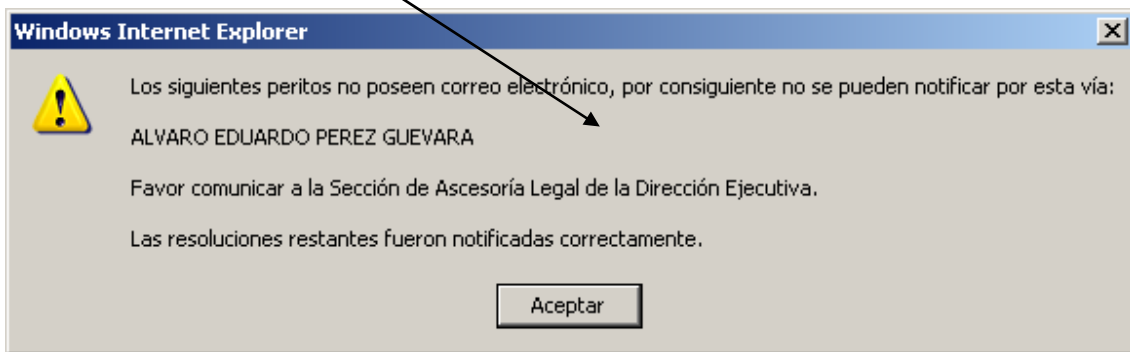 Windows Internet Explorer
Los siguientes peritos no poseen correo electrónico, por consiguiente no se pueden notificar por esta vía:
ALVARO EDUARDO PEREZ GUEVARA
Favor comunicar a la Sección de Ascesoría Legal de la Dirección Ejecutiva.
Las resoluciones restantes fueron notificadas correctamente.
Aceptar